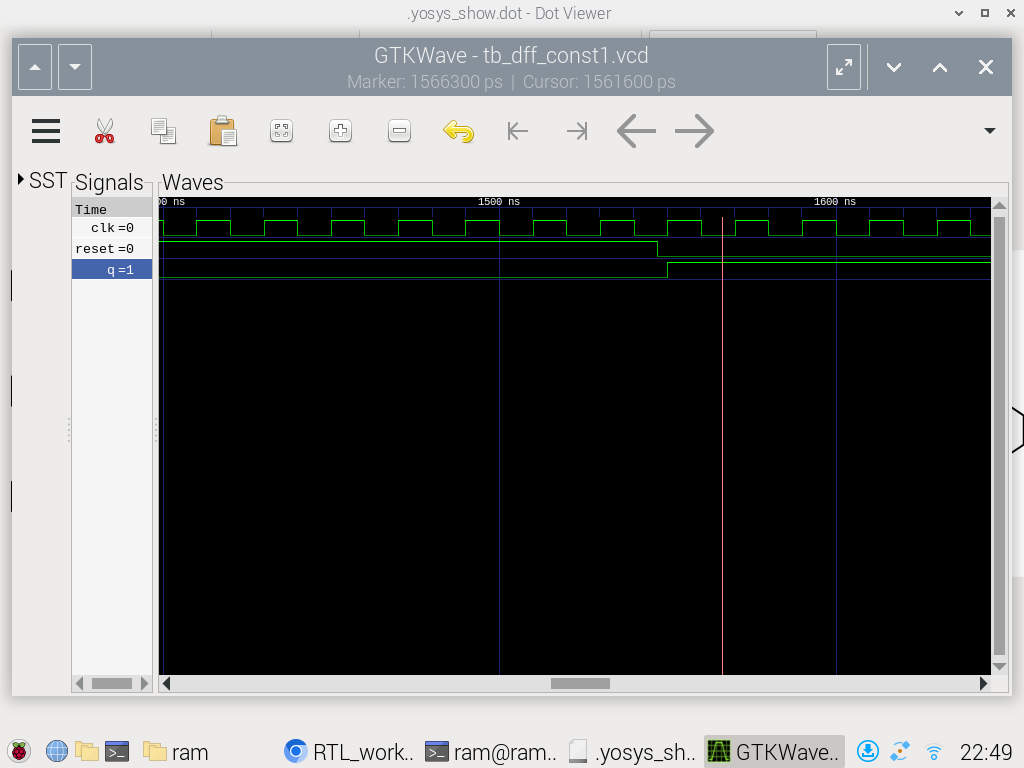 .yosys_show.dot - Dot Viewer
GTKWave - tb_dff_const1.vcd
Marker: 1566300 ps | Cursor: 1561600 ps
SST
Signals
Waves
Time
00 ns
1500 ns
1600 ns
clk=0
reset=0
q=1
ram
RTL_work..
ram@ram..
.yosys_sh..
GTKWave..
22:49